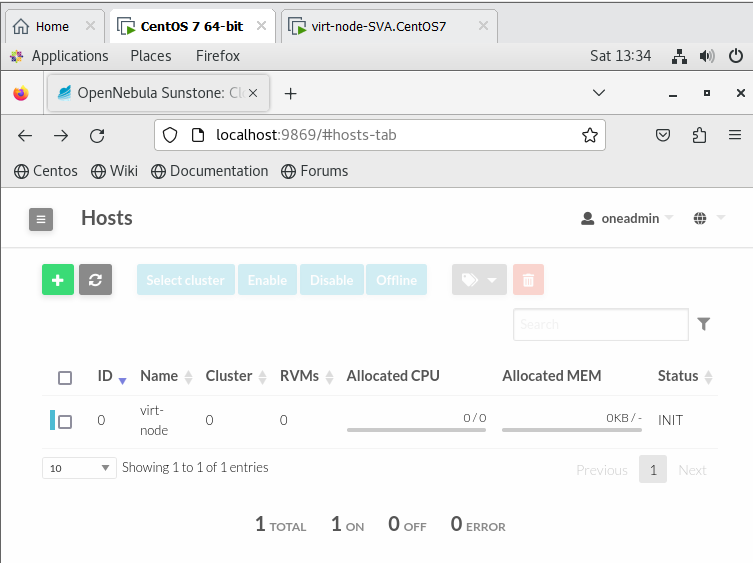 Home
CentOS 7 64-bit
virt-node-SVA.CentOS7
Applications Places Firefox Sat 13:34
OpenNebula Sunstone: Clo
localhost:9869/#hosts-tab
Centos Wiki Documentation Forums
Hosts oneadmin
Select cluster Enable Disable Offline
Search
ID Name Cluster RVMs Allocated CPU Allocated MEM Status
0 virt-node 0 0 0 / 0 0KB / - INIT
10 Showing 1 to 1 of 1 entries Previous 1 Next
1 TOTAL 1 ON 0 OFF 0 ERROR